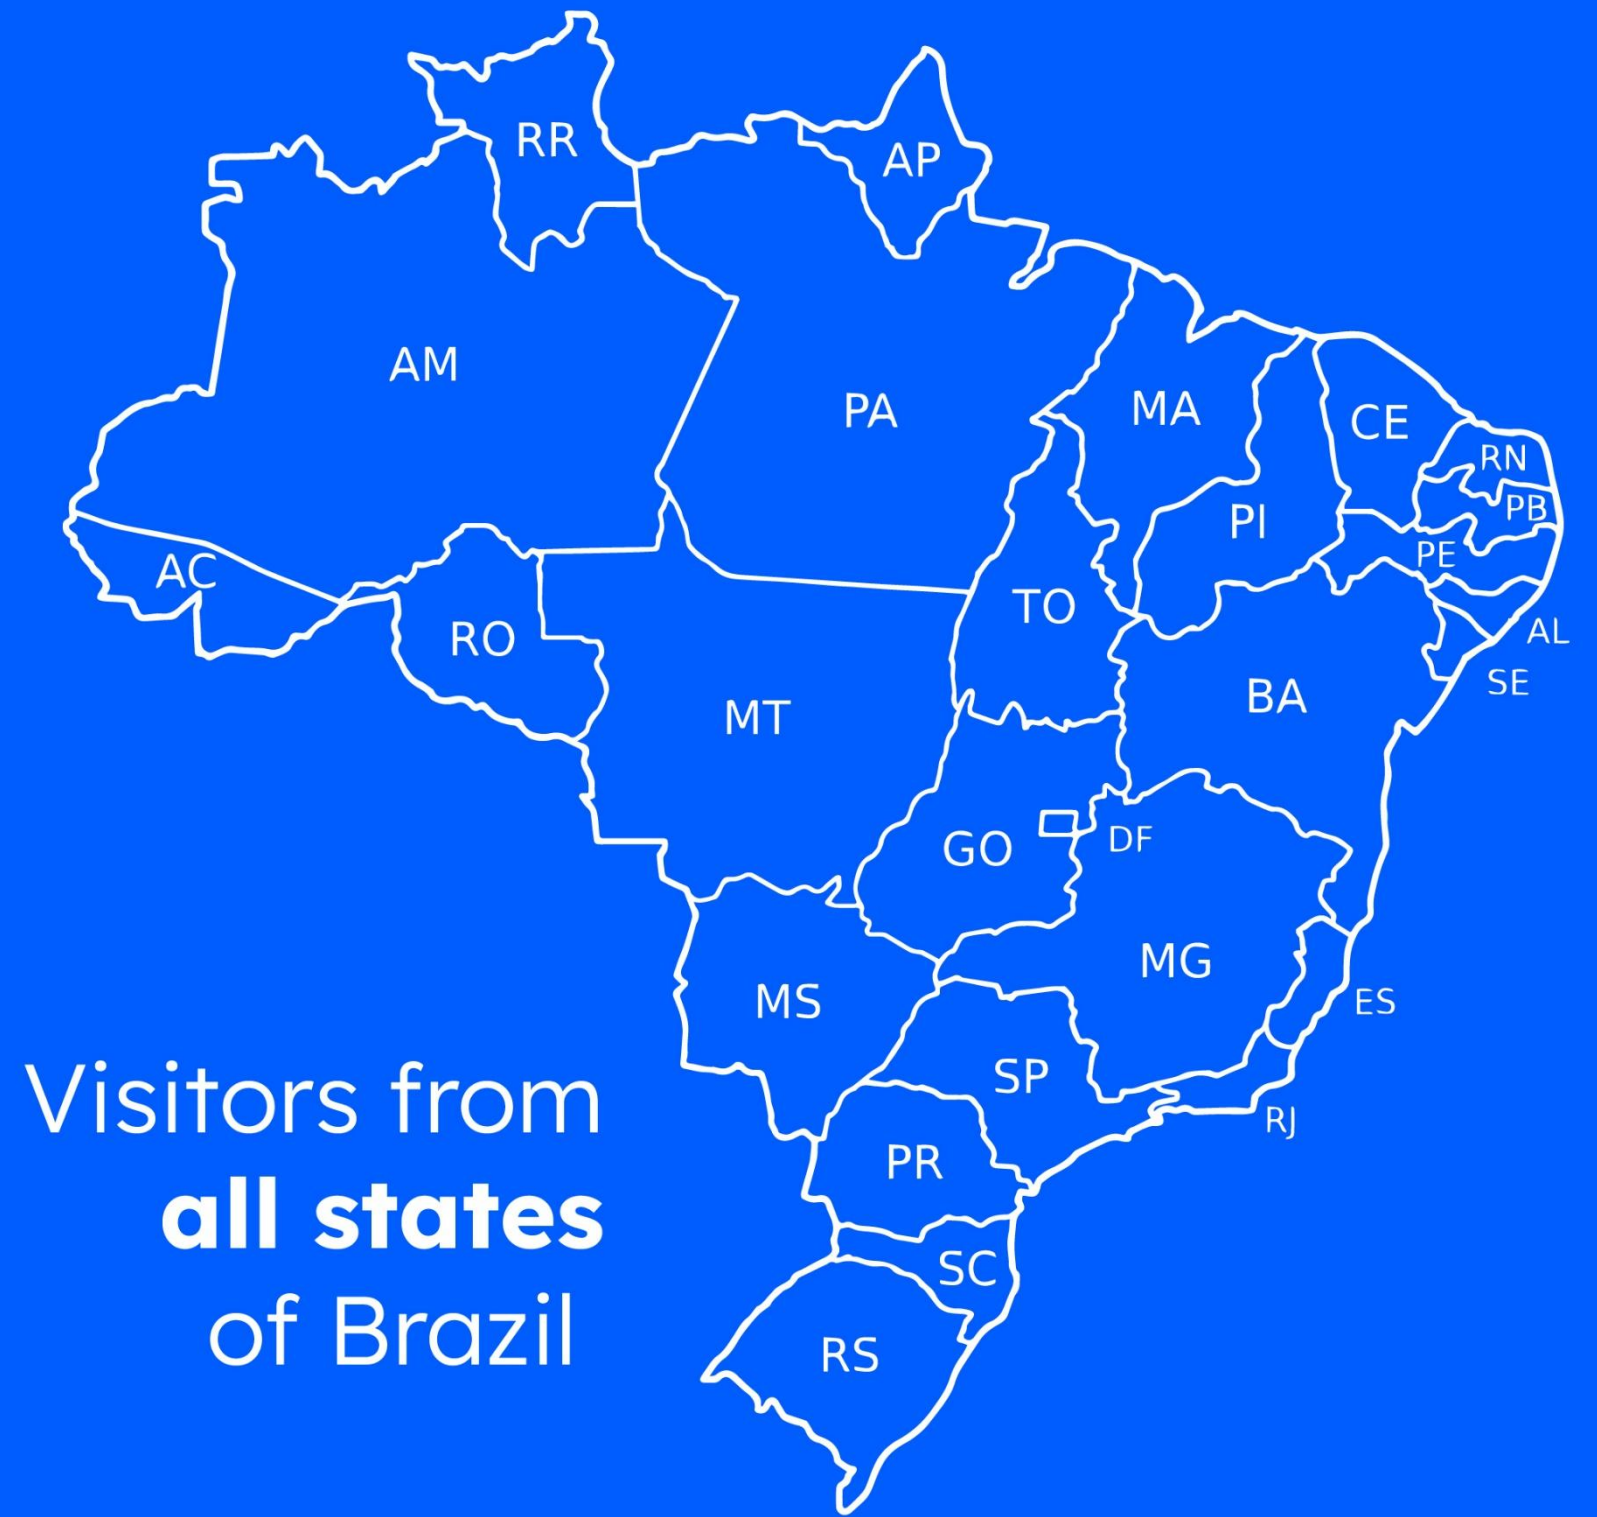 RR
AP
AM
PA
MA
CE
RN
PI
PB
PE
AC
TO
RO
AL
SE
BA
MT
DF
GO
MG
MS
ES
SP
Visitors from
RJ
PR
all states
SC
of Brazil
RS